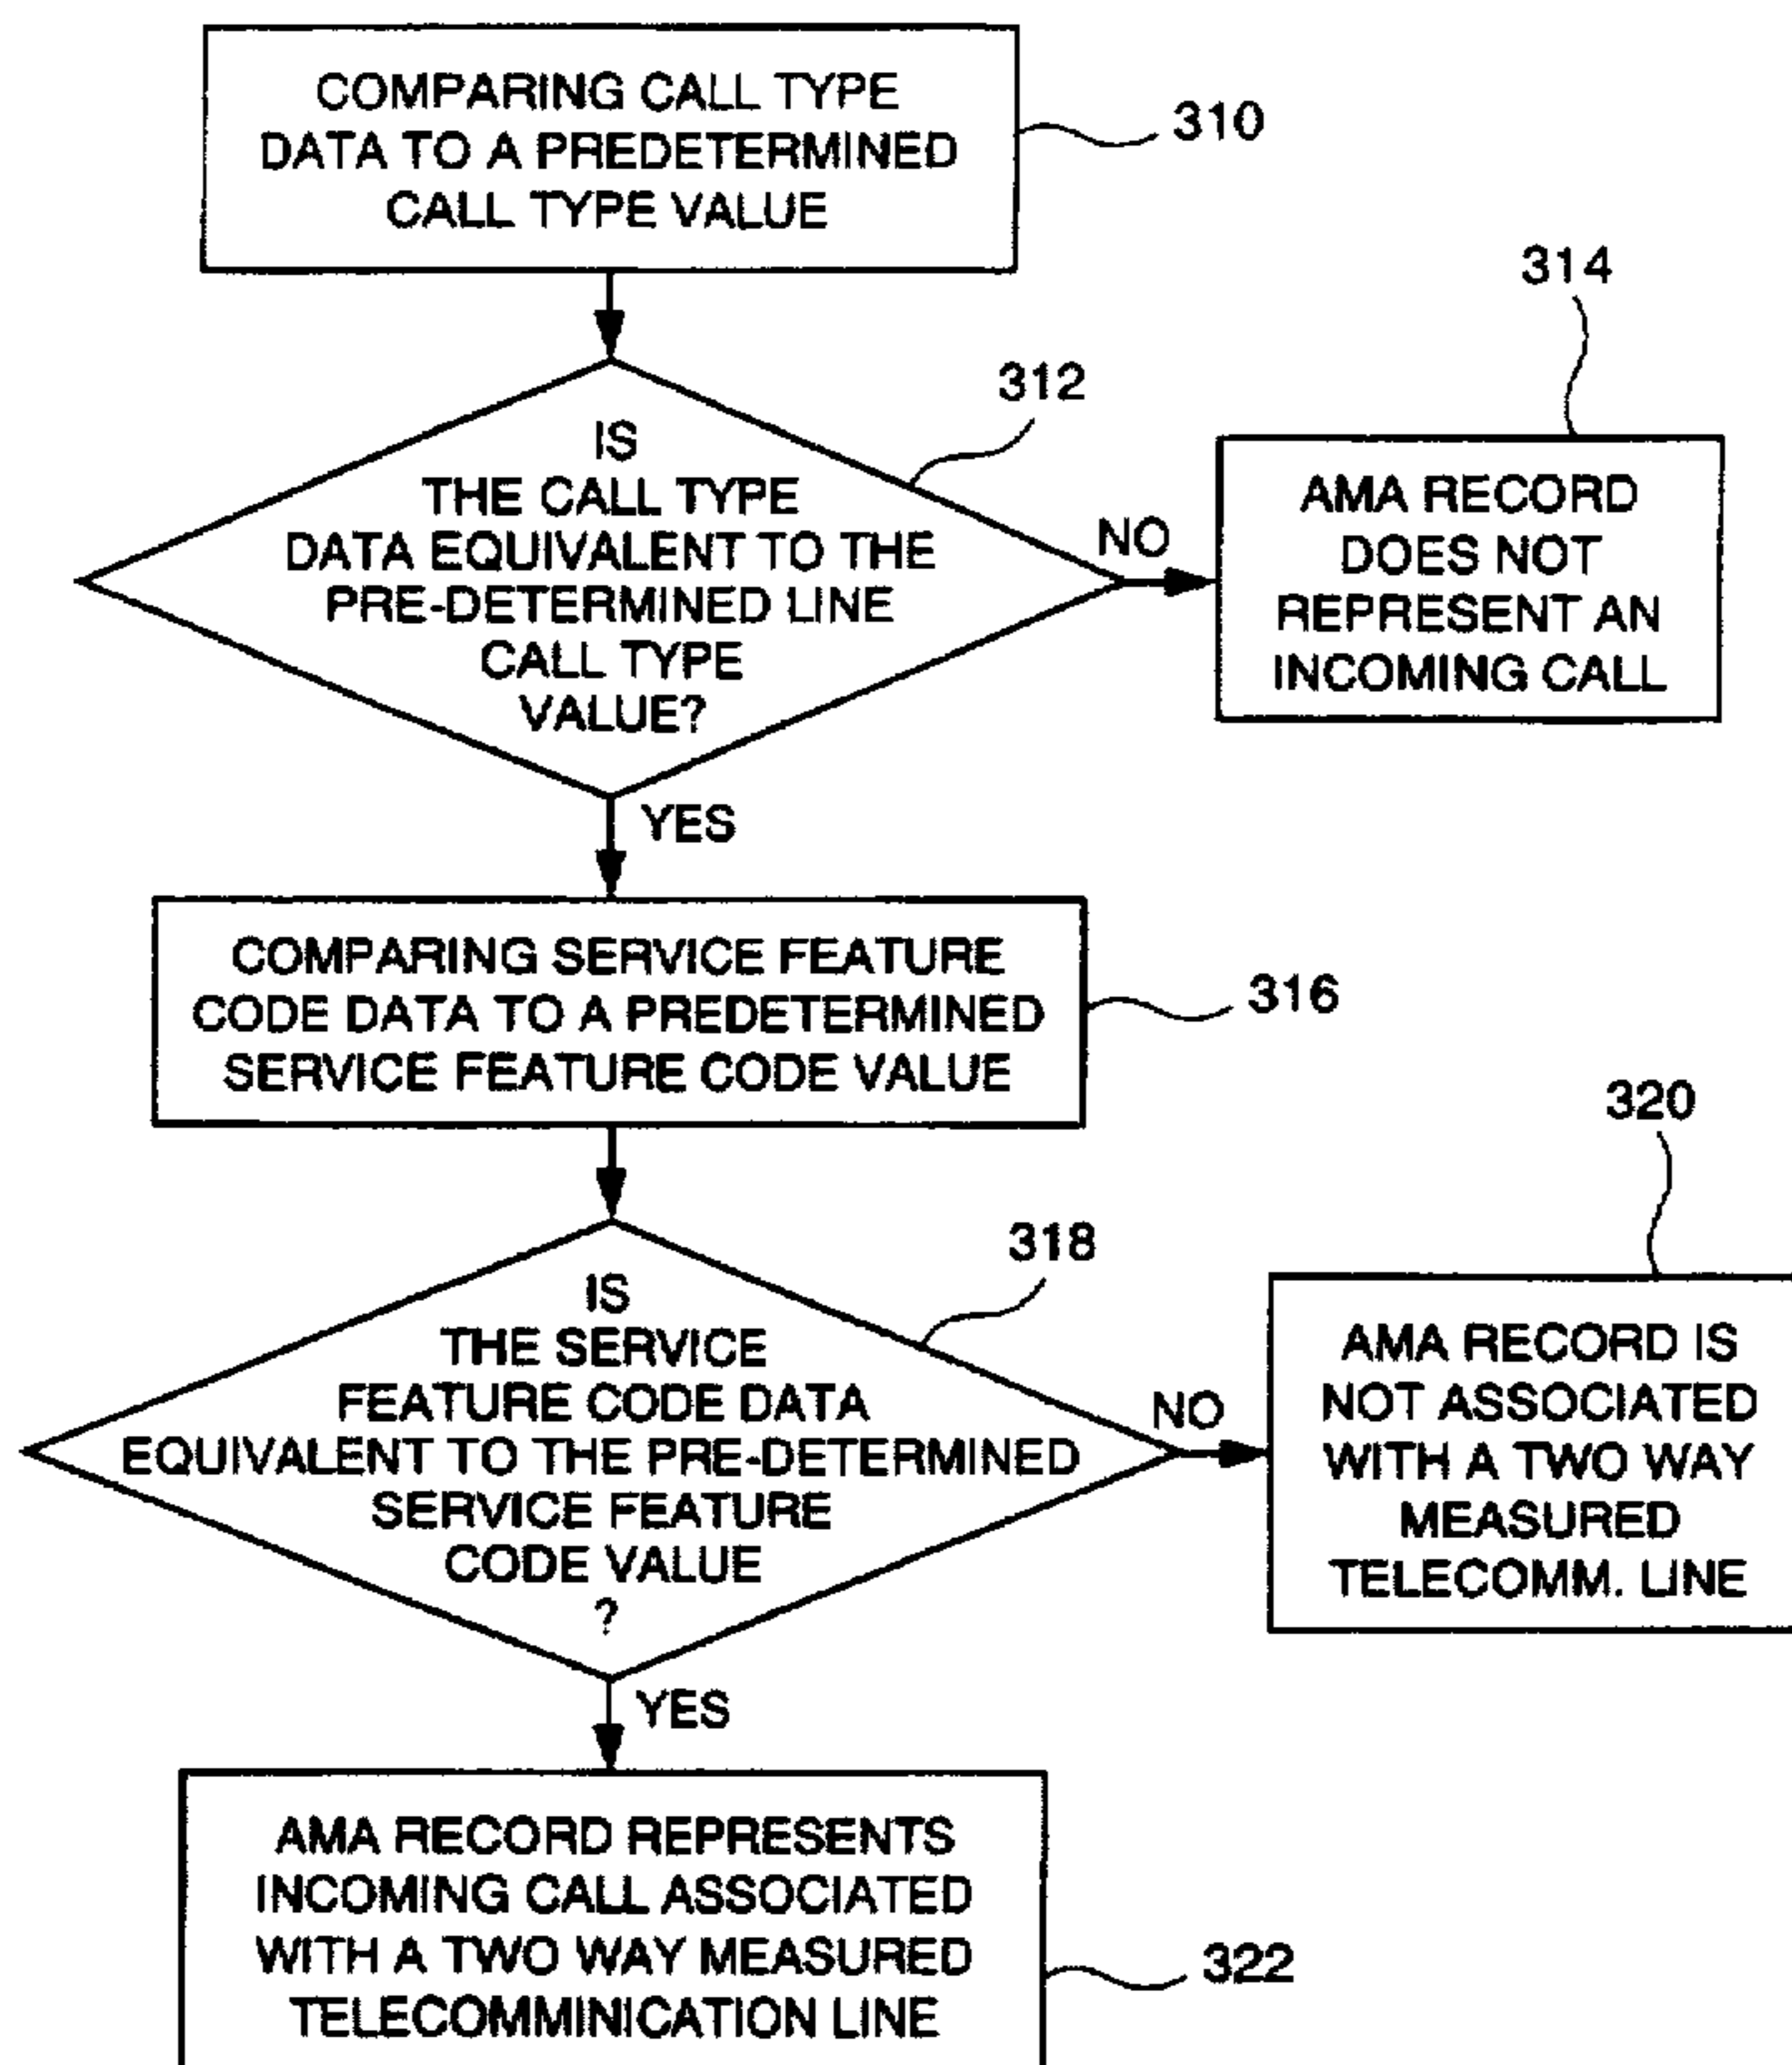 COMPARING CALL TYPE
DATA TO A PREDETERMINED
CALL TYPE VALUE
310
314
312
IS
THE CALL TYPE
DATA EQUIVALENT TO THE
PRE-DETERMINED LINE
CALL TYPE
VALUE?
NO
AMA RECORD
DOES NOT
REPRESENT AN
INCOMING CALL
YES
COMPARING SERVICE FEATURE
CODE DATA TO A PREDETERMINED
SERVICE FEATURE CODE VALUE
316
320
318
IS
THE SERVICE
FEATURE CODE DATA
EQUIVALENT TO THE PRE-DETERMINED
SERVICE FEATURE
CODE VALUE
?
NO
AMA RECORD IS
NOT ASSOCIATED
WITH A TWO WAY
MEASURED
TELECOMM. LINE
YES
AMA RECORD REPRESENTS
INCOMING CALL ASSOCIATED
WITH A TWO WAY MEASURED
TELECOMMINICATION LINE
322